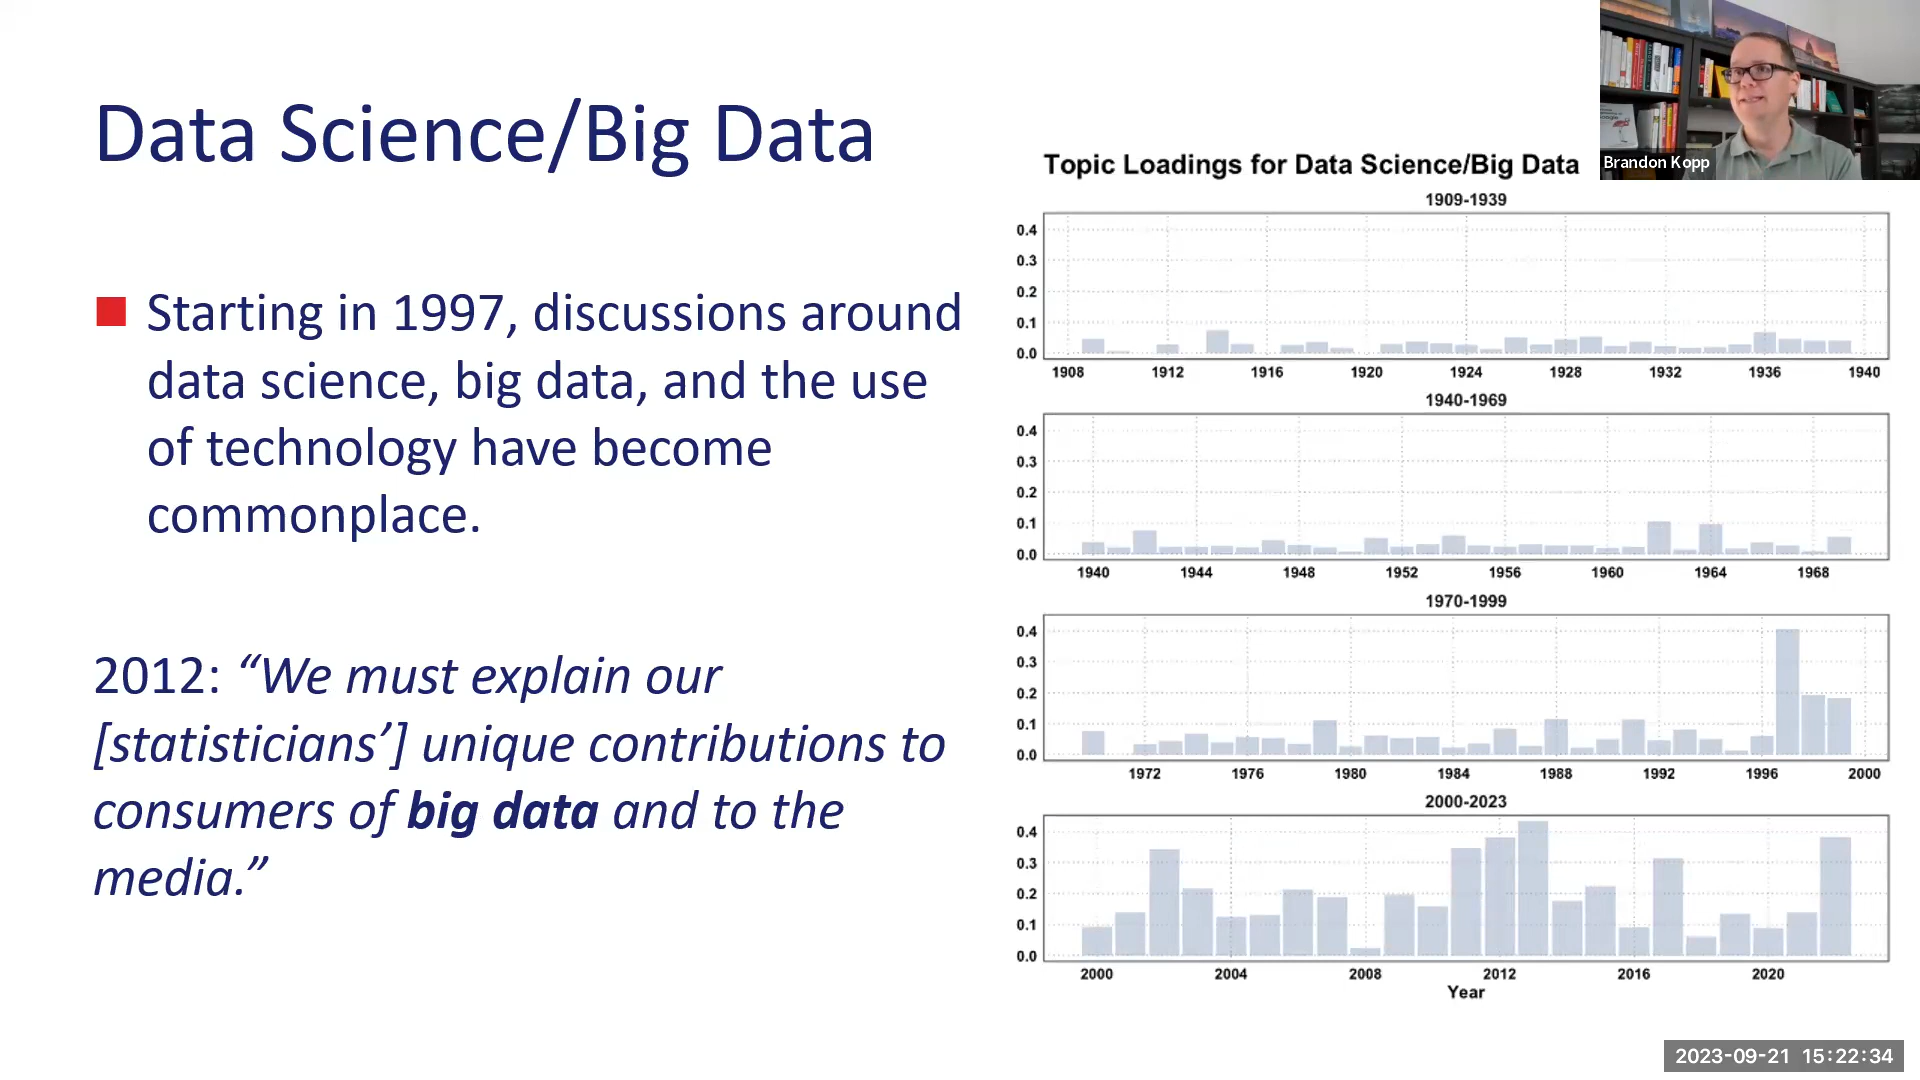 Data Science/Big Data
Starting in 1997, discussions around
data science, big data, and the use
of technology have become
commonplace.
2012: “We must explain our
[statisticians’] unique contributions to
consumers of big data and to the
media.”
Topic Loadings for Data Science/Big Data
1909-1939
0.4
0.3
0.2
0.1
0.0
1908 1912 1916 1920 1924 1928 1932 1936 1940
1940-1969
0.4
0.3
0.2
0.1
0.0
1940 1944 1948 1952 1956 1960 1964 1968
1970-1999
0.4
0.3
0.2
0.1
0.0
1972 1976 1980 1984 1988 1992 1996 2000
2000-2023
0.4
0.3
0.2
0.1
0.0
2000 2004 2008 2012 2016 2020
Year
Brandon Kopp
2023-09-21 15:22:34